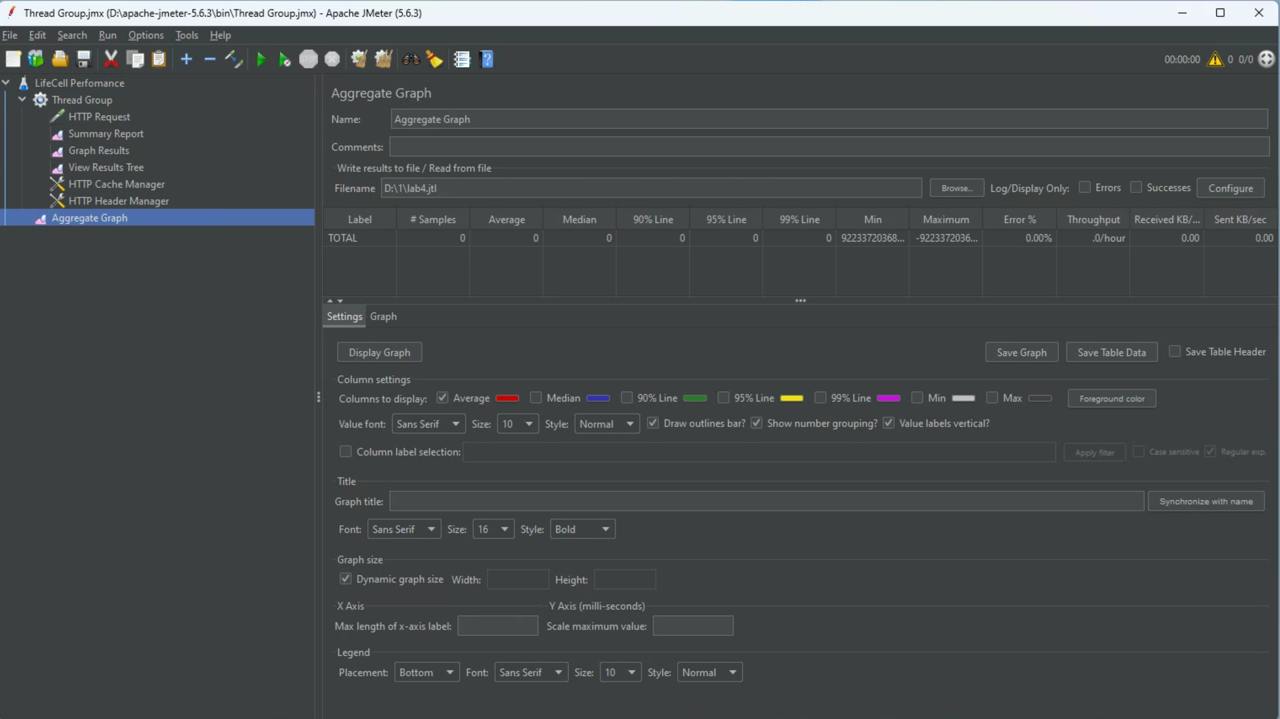 Thread Group.jmx (D:\apache-jmeter-5.6.3\bin\Thread Group.jmx) - Apache JMeter (5.6.3)
File Edit Search Run Options Tools Help
00:00:00 0 0/0
LifeCell Perfomance
Thread Group
HTTP Request
Summary Report
Graph Results
View Results Tree
HTTP Cache Manager
HTTP Header Manager
Aggregate Graph
Aggregate Graph
Name: Aggregate Graph
Comments:
Write results to file / Read from file
Filename D:\1\lab4.jtl Browse... Log/Display Only: Errors Successes Configure
Label # Samples Average Median 90% Line 95% Line 99% Line Min Maximum Error % Throughput Received KB/... Sent KB/sec
TOTAL 0 0 0 0 0 0 92233720368... -9223372036... 0.00% .0/hour 0.00 0.00
Settings Graph
Display Graph Save Graph Save Table Data Save Table Header
Column settings
Columns to display: Average Median 90% Line 95% Line 99% Line Min Max Foreground color
Value font: Sans Serif Size: 10 Style: Normal Draw outlines bar? Show number grouping? Value labels vertical?
Column label selection: Apply filter Case sensitive Regular exp.
Title
Graph title: Synchronize with name
Font: Sans Serif Size: 16 Style: Bold
Graph size
Dynamic graph size Width: Height:
X Axis Y Axis (milli-seconds)
Max length of x-axis label: Scale maximum value:
Legend
Placement: Bottom Font: Sans Serif Size: 10 Style: Normal